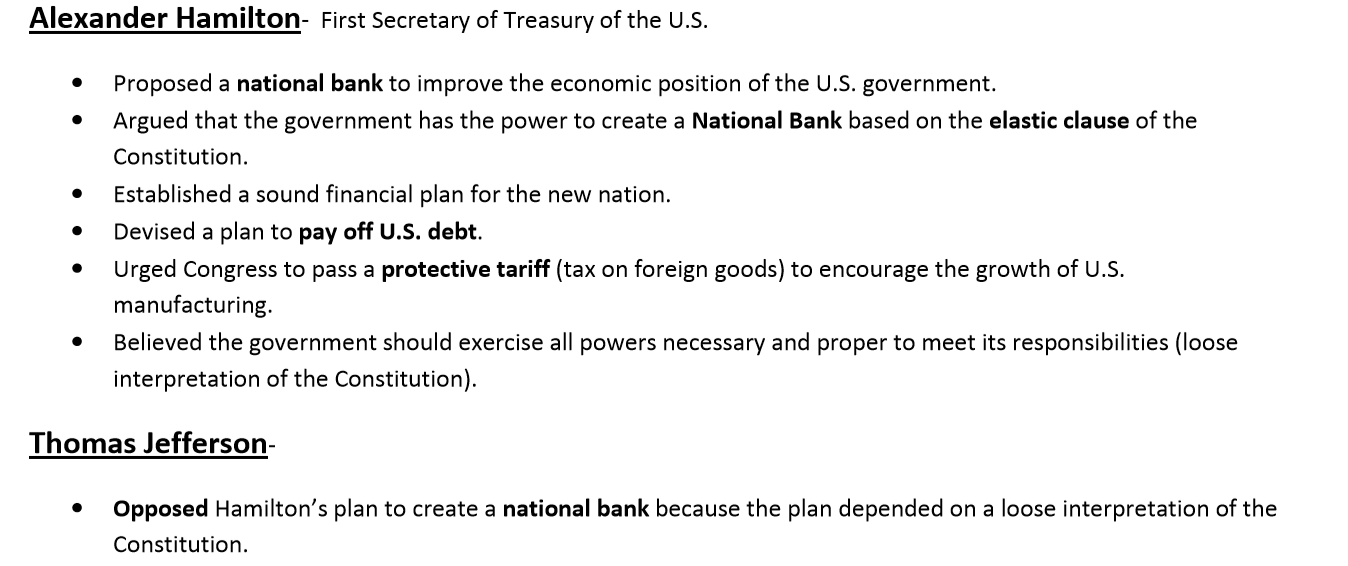 Alexander Hamilton- First Secretary of Treasury of the U.S.
• Proposed a national bank to improve the economic position of the U.S. government.
• Argued that the government has the power to create a National Bank based on the elastic clause of the
Constitution.
• Established a sound financial plan for the new nation.
• Devised a plan to pay off U.S. debt.
• Urged Congress to pass a protective tariff (tax on foreign goods) to encourage the growth of U.S.
manufacturing.
• Believed the government should exercise all powers necessary and proper to meet its responsibilities (loose
interpretation of the Constitution).
Thomas Jefferson-
• Opposed Hamilton’s plan to create a national bank because the plan depended on a loose interpretation of the
Constitution.